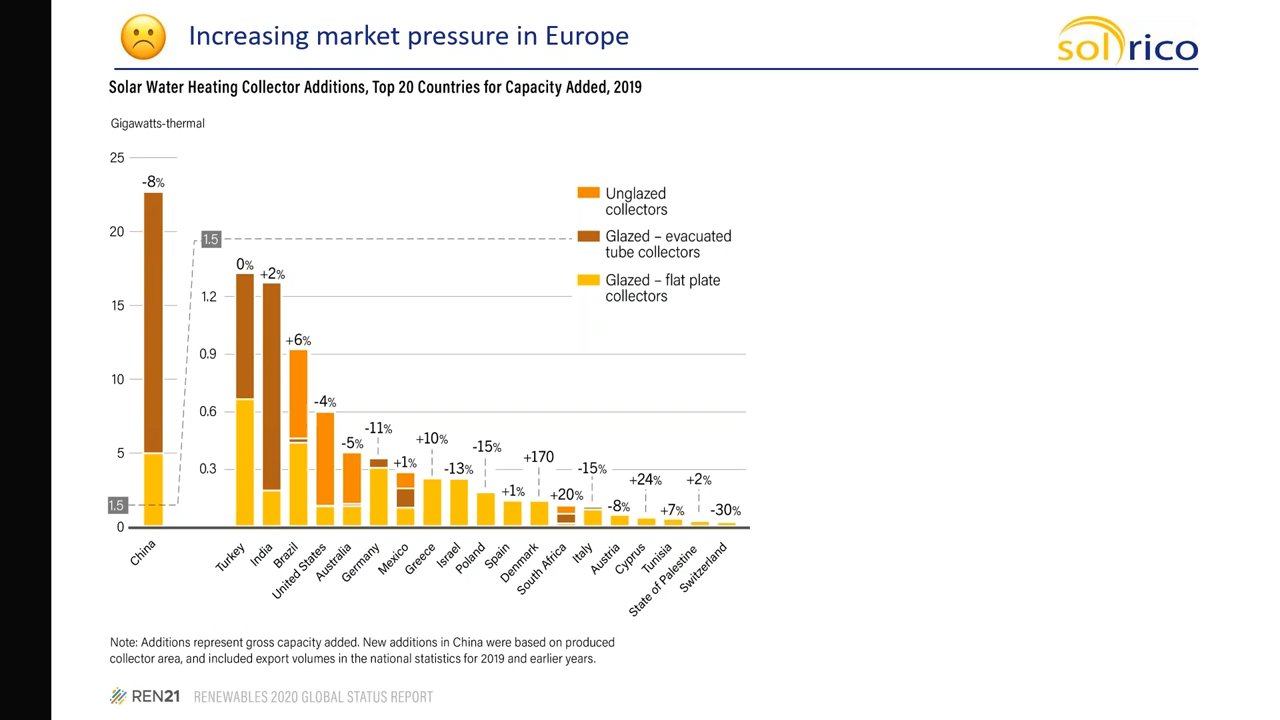 Increasing market pressure in Europe
solrico
Solar Water Heating Collector Additions, Top 20 Countries for Capacity Added, 2019
Gigawatts-thermal
25
20
15
10
5
1.5
0
-8%
1.5
1.2
0.9
0.6
0.3
0%
+2%
+6%
-4%
-5%
-11%
+1%
+10%
-13%
-15%
+1%
+170
+20%
-15%
-8%
+24%
+7%
+2%
-30%
Unglazed
collectors
Glazed – evacuated
tube collectors
Glazed – flat plate
collectors
China
Turkey
India
Brazil
United States
Australia
Germany
Mexico
Greece
Israel
Poland
Spain
Denmark
South Africa
Italy
Austria
Cyprus
Tunisia
State of Palestine
Switzerland
Note: Additions represent gross capacity added. New additions in China were based on produced
collector area, and included export volumes in the national statistics for 2019 and earlier years.
REN21 RENEWABLES 2020 GLOBAL STATUS REPORT